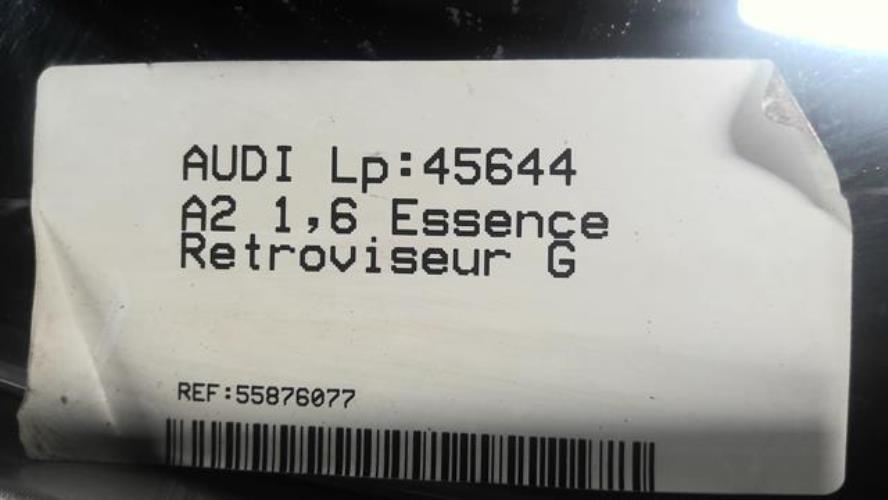 AUDI Lp:45644
A2 1,6 Essence
Retroviseur G
REF:55876077